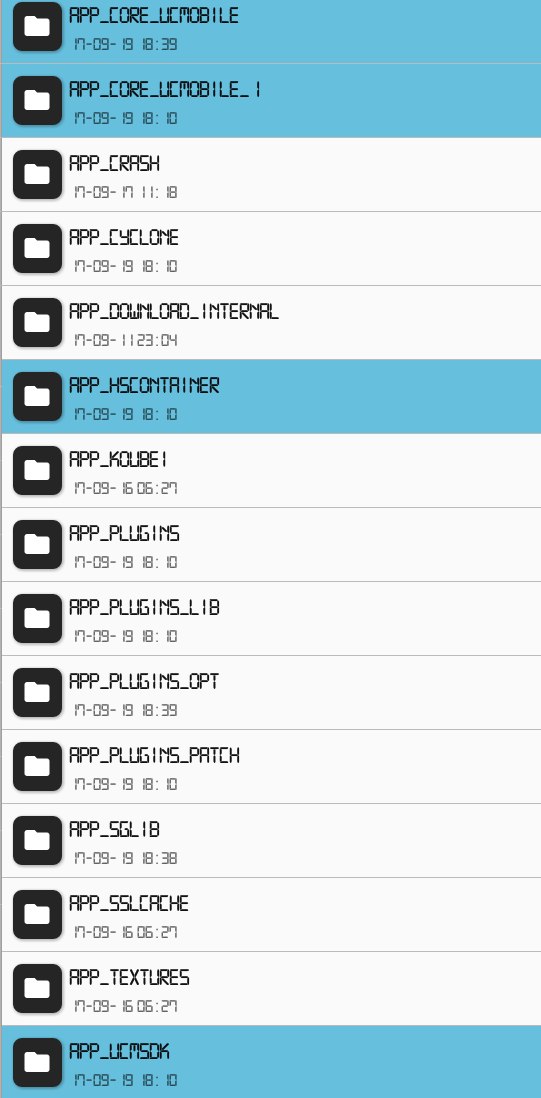 APP_CORE_UCMOBILE
17-09-19 18:39
APP_CORE_UCMOBILE_1
17-09-19 18:10
APP_CRASH
17-09-17 11:18
APP_CYCLONE
17-09-19 18:10
APP_DOWNLOAD_INTERNAL
17-09-11 23:04
APP_HSCONTAINER
17-09-19 18:10
APP_KOUBEI
17-09-16 06:27
APP_PLUGINS
17-09-19 18:10
APP_PLUGINS_LIB
17-09-19 18:10
APP_PLUGINS_OPT
17-09-19 18:39
APP_PLUGINS_PATCH
17-09-19 18:10
APP_SGLIB
17-09-19 18:38
APP_SSLCACHE
17-09-16 06:27
APP_TEXTURES
17-09-16 06:27
APP_UCMSDK
17-09-19 18:10